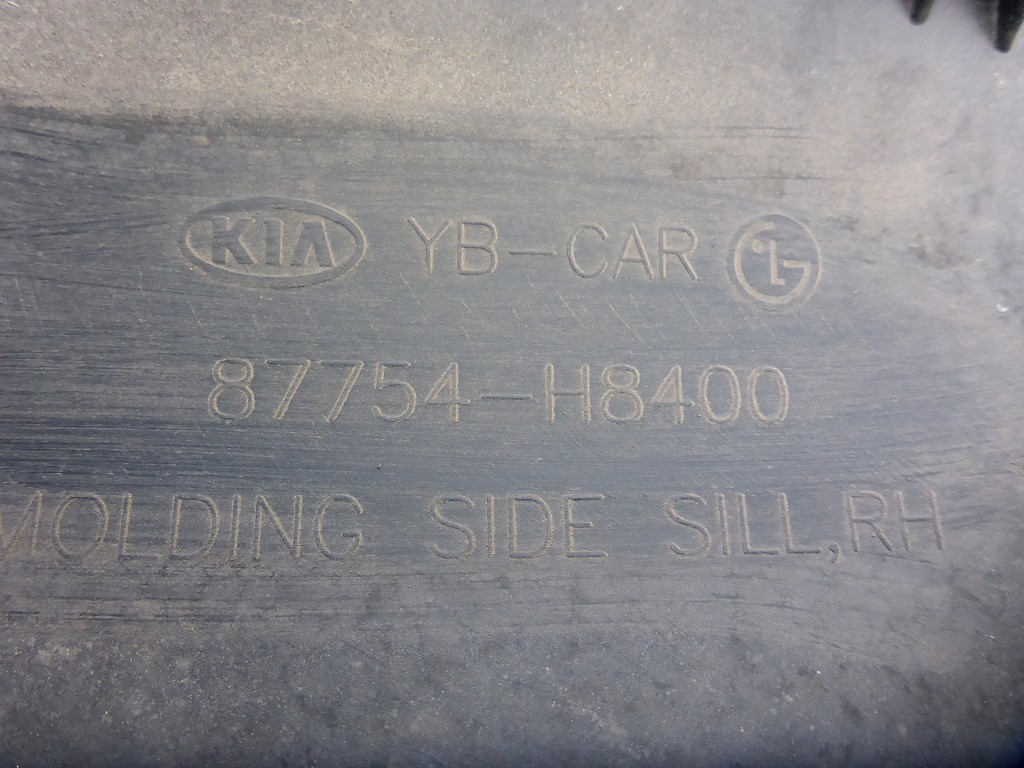 KIA YB-CAR LG
87754-H8400
MOLDING SIDE SILL,RH